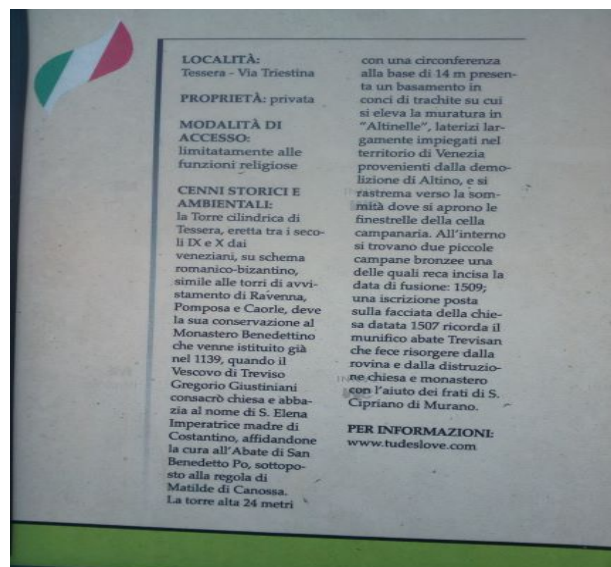 LOCALITÀ:
Tessera - Via Triestina
PROPRIETÀ: privata
MODALITÀ DI
ACCESSO:
limitatamente alle
funzioni religiose
CENNI STORICI E
AMBIENTALI:
la Torre cilindrica di
Tessera, eretta tra i seco-
li IX e X dai
veneziani, su schema
romanico-bizantino,
simile alle torri di avvi-
stamento di Ravenna,
Pomposa e Caorle, deve
la sua conservazione al
Monastero Benedettino
che venne istituito già
nel 1139, quando il
Vescovo di Treviso
Gregorio Giustiniani
consacrò chiesa e abba-
zia al nome di S. Elena
Imperatrice madre di
Costantino, affidandone
la cura all'Abate di San
Benedetto Po, sottopo-
sto alla regola di
Matilde di Canossa.
La torre alta 24 metri
con una circonferenza
alla base di 14 m presen-
ta un basamento in
conci di trachite su cui
si eleva la muratura in
"Altinelle", laterizi lar-
gamente impiegati nel
territorio di Venezia
provenienti dalla demo-
lizione di Altino, e si
rastrema verso la som-
mità dove si aprono le
finestrelle della cella
campanaria. All'interno
si trovano due piccole
campane bronzee una
delle quali reca incisa la
data di fusione: 1509;
una iscrizione posta
sulla facciata della chie-
sa datata 1507 ricorda il
munifico abate Trevisan
che fece risorgere dalla
rovina e dalla distruzio-
ne chiesa e monastero
con l'aiuto dei frati di S.
Cipriano di Murano.
PER INFORMAZIONI:
www.tudeslove.com